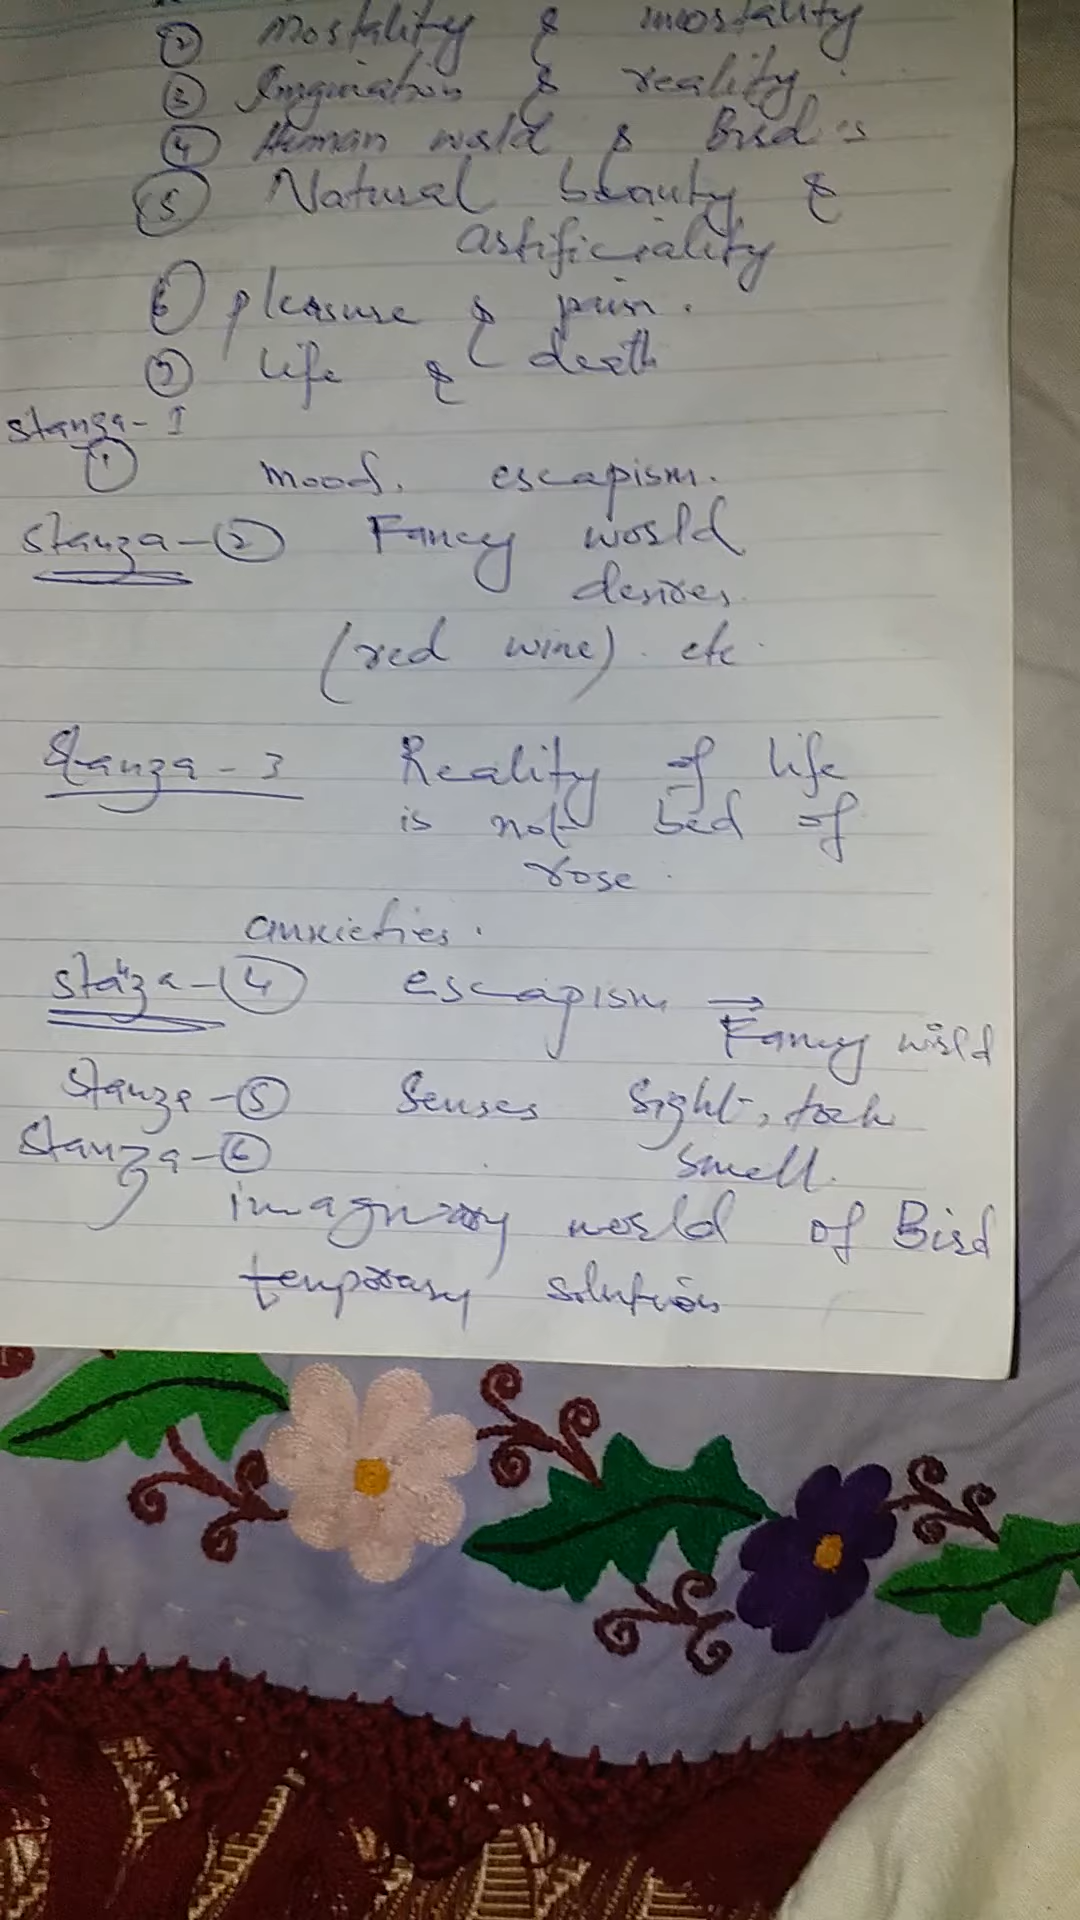 ② Mortality & imortality
③ Imgination & reality.
④ Human world & Bird's
⑤ Natural beauty &
artificiality
⑥ pleasure & pain.
⑦ life & death
Stanza-1
① mood. escapism.
Stanza-② Fancy world
desires.
(red wine). etc.
Stanza-3 Reality of life
is not bed of
rose.
anxieties.
Stanza-④ escapism →
Fancy world
Stanza-⑤ Senses Sight,
Stanza-⑥ Smell.
imaginary world of Bird
temporary solution